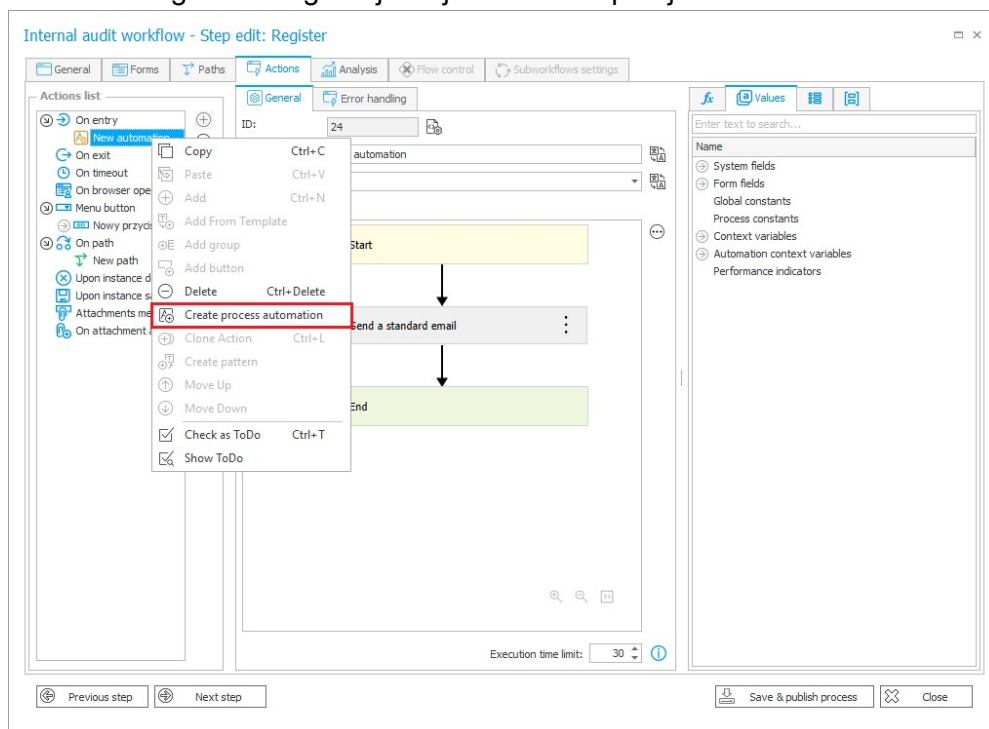 Internal audit workflow - Step edit: Register
General Forms Paths Actions Analysis Flow control Subworkflows settings
Actions list
General Error handling
fx Values
On entry
ID: 24
Enter text to search...
New automation
Name
On exit
automation
System fields
On timeout
Form fields
On browser ope
Global constants
Menu button
Process constants
Nowy przyci
Context variables
On path
Automation context variables
New path
Performance indicators
Upon instance d
Upon instance s
Attachments me
On attachment a
Copy Ctrl+C
Paste Ctrl+V
Add Ctrl+N
Add From Template
Add group
Add button
Delete Ctrl+Delete
Create process automation
Clone Action Ctrl+L
Create pattern
Move Up
Move Down
Check as ToDo Ctrl+T
Show ToDo
Start
Send a standard email
End
Execution time limit: 30
Previous step Next step Save & publish process Close